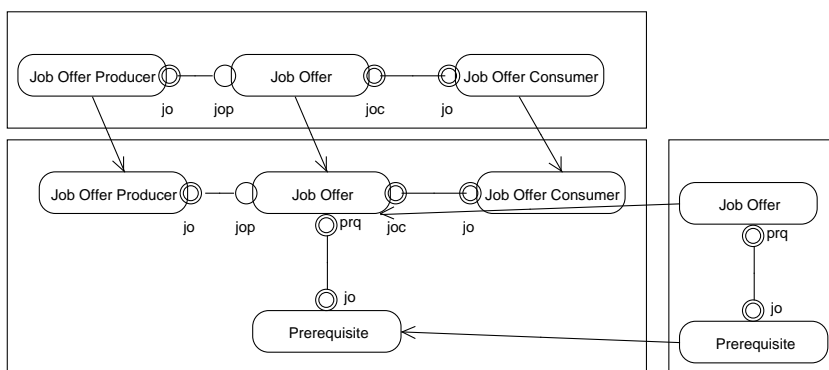 Job Offer Producer Job Offer Job Offer Consumer
jo jop joc jo
Job Offer Producer Job Offer Job Offer Consumer
jo jop prq joc jo
jo
Prerequisite
Job Offer
prq
jo
Prerequisite